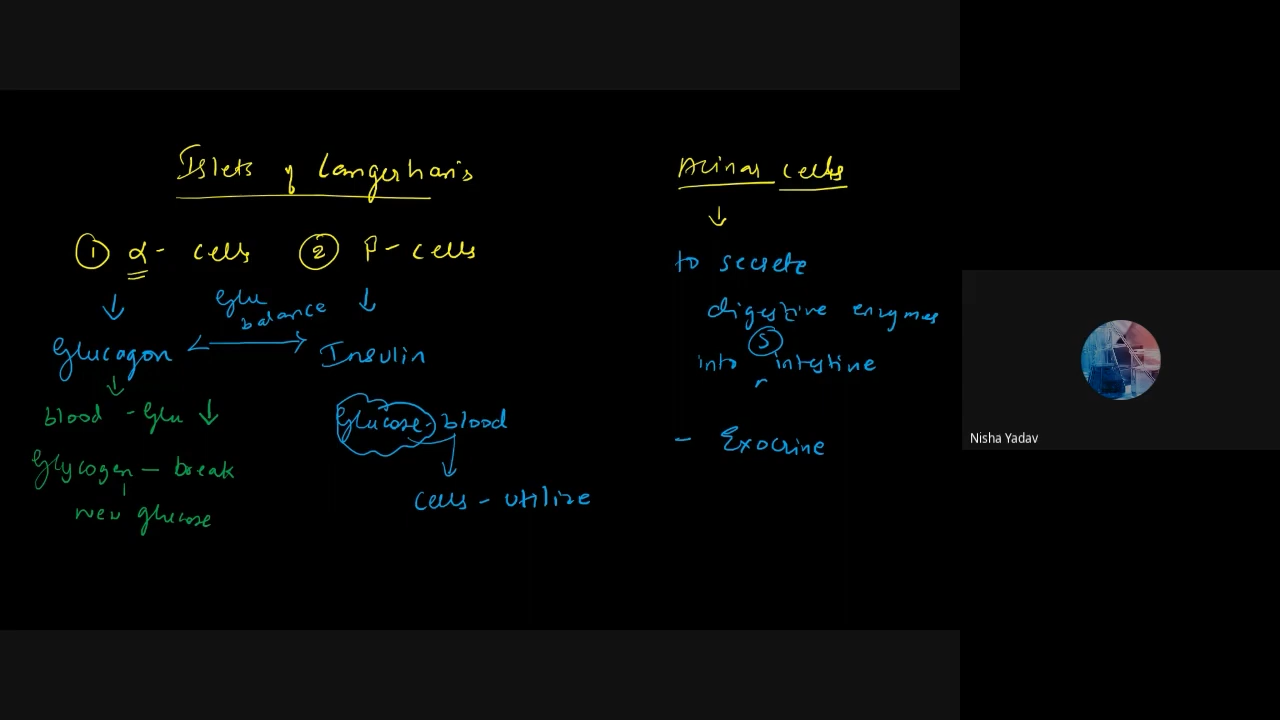 Islets of Langerhans
① α- cells ② β- cells
Glu balance
Glucagon Insulin
blood - Glu ↓
Glycogen - break
new glucose
Glucose - blood
cells - utilize
Acinar cells
to secrete
digestive enzymes
into Ⓢ intestine
- Exocrine
Nisha Yadav